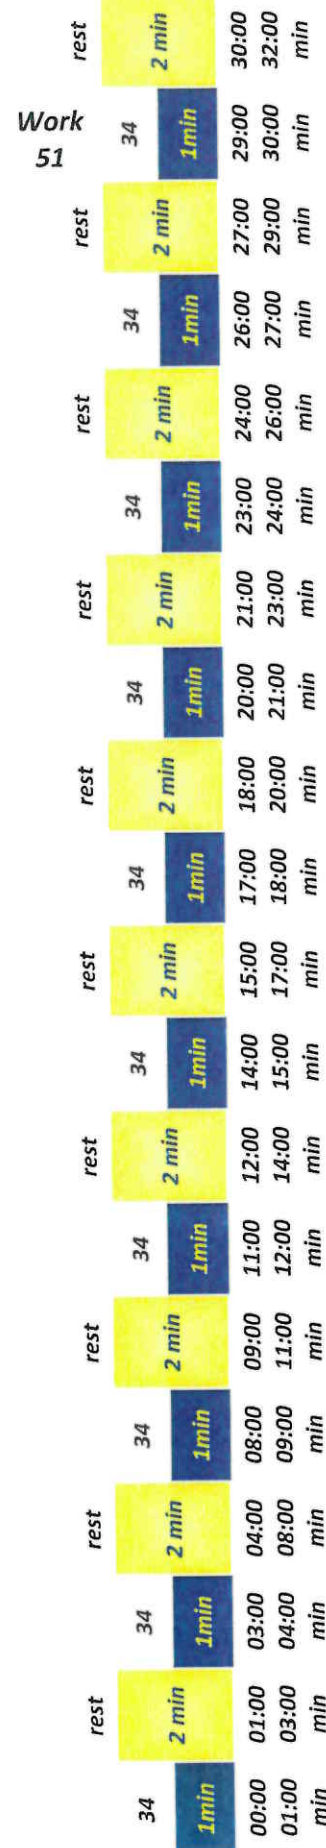 Work
51
34
1min
00:00
01:00
min
rest
2 min
01:00
03:00
min
34
1min
03:00
04:00
min
rest
2 min
04:00
08:00
min
34
1min
08:00
09:00
min
rest
2 min
09:00
11:00
min
34
1min
11:00
12:00
min
rest
2 min
12:00
14:00
min
34
1min
14:00
15:00
min
rest
2 min
15:00
17:00
min
34
1min
17:00
18:00
min
rest
2 min
18:00
20:00
min
34
1min
20:00
21:00
min
rest
2 min
21:00
23:00
min
34
1min
23:00
24:00
min
rest
2 min
24:00
26:00
min
34
1min
26:00
27:00
min
rest
2 min
27:00
29:00
min
34
1min
29:00
30:00
min
rest
2 min
30:00
32:00
min